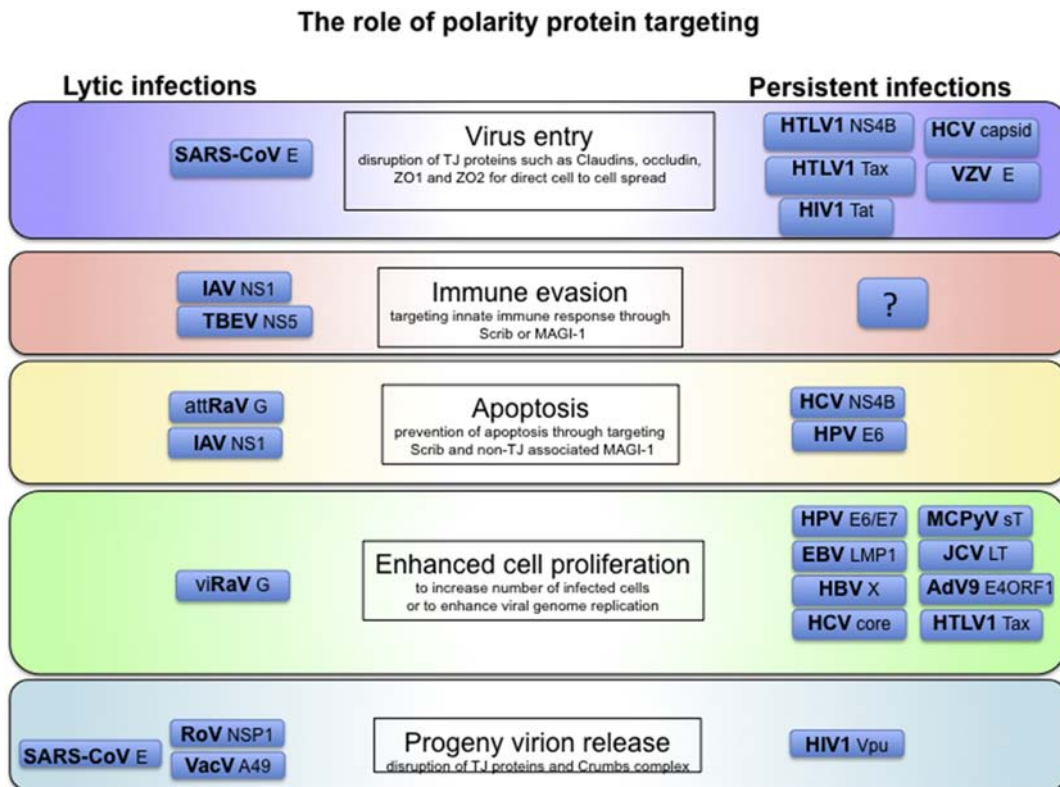 The role of polarity protein targeting
Lytic infections
Persistent infections
SARS-CoV E
Virus entry
disruption of TJ proteins such as Claudins, occludin,
ZO1 and ZO2 for direct cell to cell spread
HTLV1 NS4B
HCV capsid
HTLV1 Tax
VZV E
HIV1 Tat
IAV NS1
TBEV NS5
Immune evasion
targeting innate immune response through
Scrib or MAGI-1
?
attRaV G
IAV NS1
Apoptosis
prevention of apoptosis through targeting
Scrib and non-TJ associated MAGI-1
HCV NS4B
HPV E6
viRaV G
Enhanced cell proliferation
to increase number of infected cells
or to enhance viral genome replication
HPV E6/E7
MCPyV sT
EBV LMP1
JCV LT
HBV X
AdV9 E4ORF1
HCV core
HTLV1 Tax
SARS-CoV E
RoV NSP1
VacV A49
Progeny virion release
disruption of TJ proteins and Crumbs complex
HIV1 Vpu